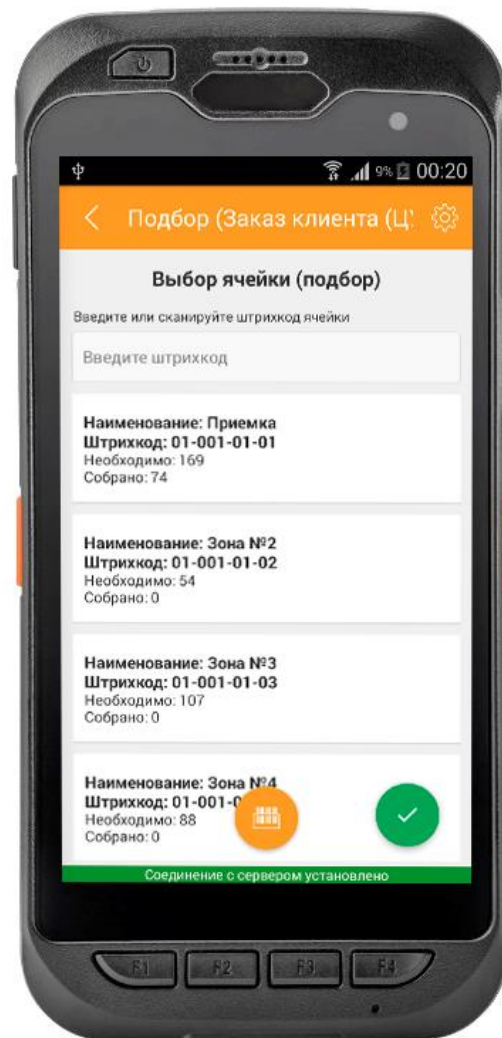 9% 00:20
Подбор (Заказ клиента (Ц
Выбор ячейки (подбор)
Введите или сканируйте штрихкод ячейки
Введите штрихкод
Наименование: Приемка
Штрихкод: 01-001-01-01
Необходимо: 169
Собрано: 74
Наименование: Зона №2
Штрихкод: 01-001-01-02
Необходимо: 54
Собрано: 0
Наименование: Зона №3
Штрихкод: 01-001-01-03
Необходимо: 107
Собрано: 0
Наименование: Зона №4
Штрихкод: 01-001-0
Необходимо: 88
Собрано: 0
Соединение с сервером установлено
F1 F2 F3 F4